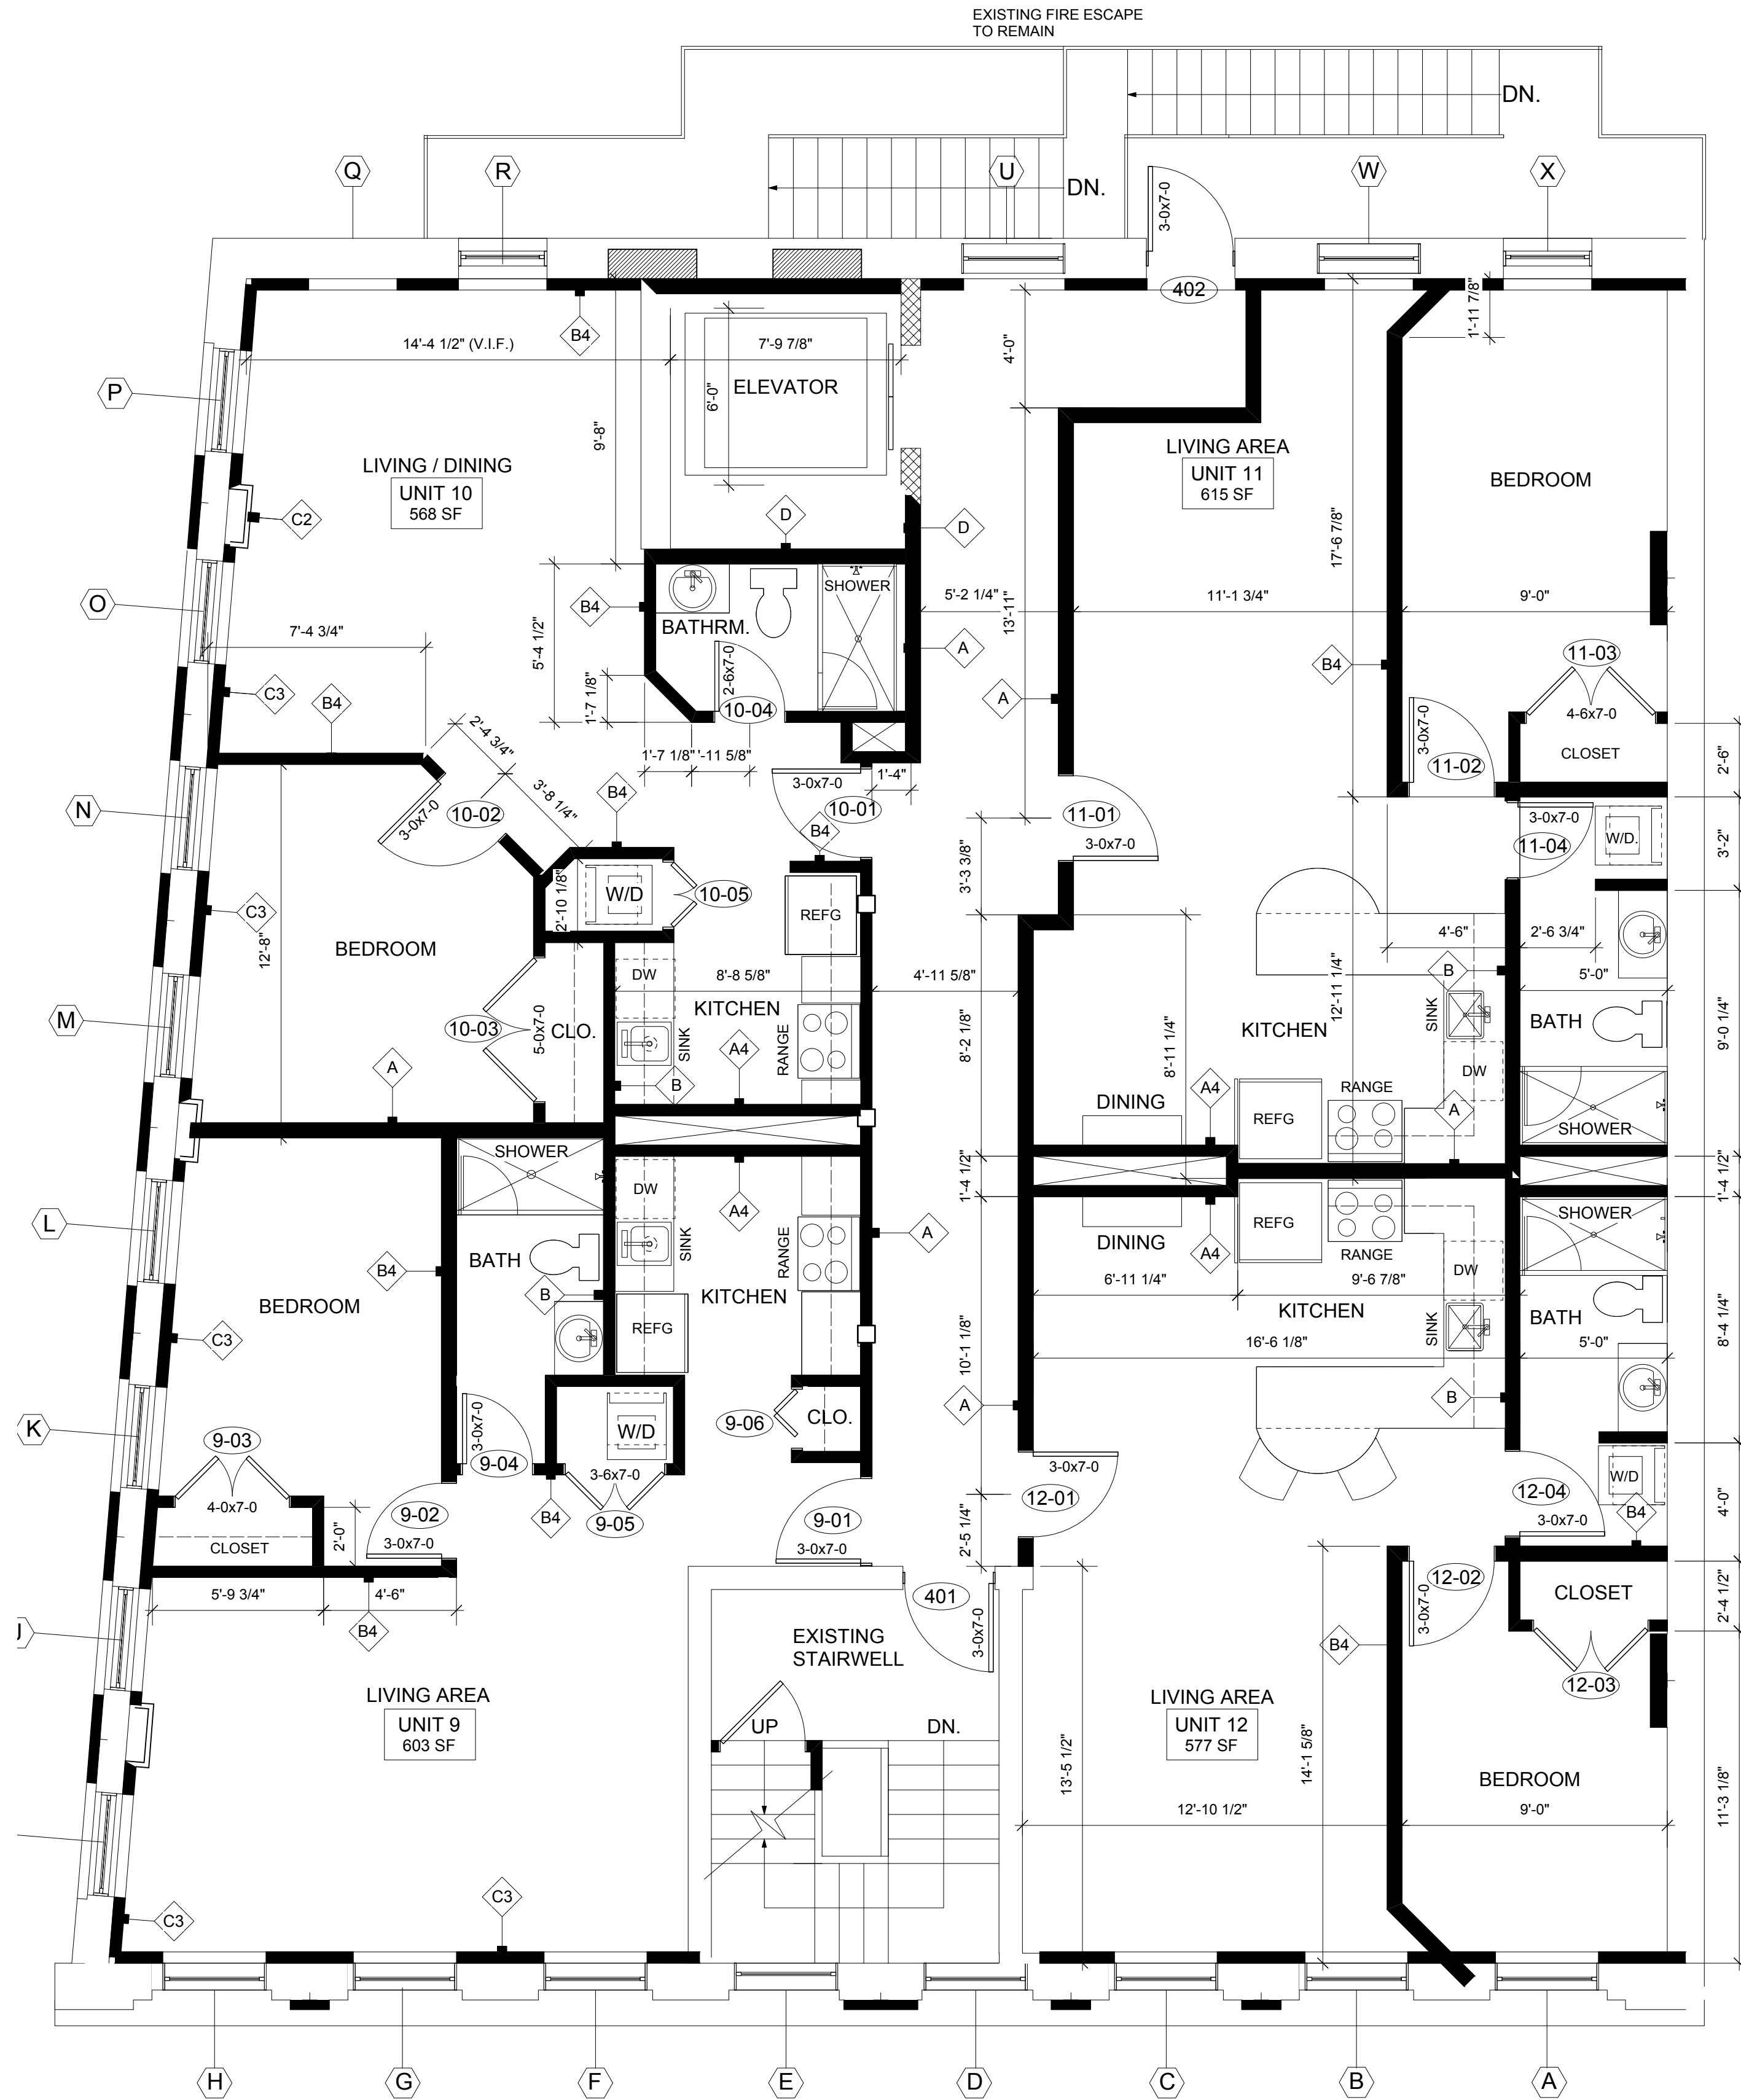 EXISTING FIRE ESCAPE
TO REMAIN
DN.
DN.
Q
R
U
W
X
3-0x7-0
402
B4
14'-4 1/2" (V.I.F.)
7'-9 7/8"
4'-0"
1'-11 7/8"
P
ELEVATOR
6'-0"
9'-8"
LIVING / DINING
UNIT 10
568 SF
LIVING AREA
UNIT 11
615 SF
BEDROOM
C2
D
D
17'-6 7/8"
O
B4
SHOWER
5'-2 1/4"
13'-11"
11'-1 3/4"
9'-0"
7'-4 3/4"
5'-4 1/2"
BATHRM.
A
B4
11-03
C3
B4
2-6x7-0
1'-7 1/8"
10-04
A
4-6x7-0
3-0x7-0
CLOSET
2'-4 3/4"
1'-7 1/8"
'-11 5/8"
11-02
2'-6"
3'-8 1/4"
B4
3-0x7-0
1'-4"
N
10-02
3-0x7-0
10-01
B4
11-01
3-0x7-0
3-0x7-0
11-04
W/D.
3'-2"
3'-3 3/8"
2'-10 1/8"
W/D
10-05
REFG
C3
12'-8"
BEDROOM
4'-6"
2'-6 3/4"
DW
8'-8 5/8"
4'-11 5/8"
12'-11 1/4"
B
5'-0"
M
10-03
5-0x7-0
CLO.
KITCHEN
SINK
RANGE
A4
8'-2 1/8"
8'-11 1/4"
KITCHEN
SINK
BATH
9'-0 1/4"
A
B
DW
DINING
A4
REFG
RANGE
A
SHOWER
SHOWER
1'-4 1/2"
1'-4 1/2"
DW
A4
L
SINK
RANGE
A
DINING
A4
REFG
RANGE
SHOWER
BATH
B4
B
KITCHEN
6'-11 1/4"
9'-6 7/8"
DW
BEDROOM
KITCHEN
SINK
BATH
C3
REFG
10'-1 1/8"
16'-6 1/8"
5'-0"
8'-4 1/4"
A
B
K
9-03
3-0x7-0
9-06
CLO.
W/D
9-04
3-6x7-0
3-0x7-0
12-01
W/D
4-0x7-0
9-02
B4
9-05
9-01
12-04
B4
4'-0"
CLOSET
2'-0"
3-0x7-0
3-0x7-0
2'-5 1/4"
3-0x7-0
5'-9 3/4"
4'-6"
401
12-02
3-0x7-0
CLOSET
2'-4 1/2"
J
B4
EXISTING
STAIRWELL
3-0x7-0
B4
12-03
LIVING AREA
UNIT 9
603 SF
UP
DN.
LIVING AREA
UNIT 12
577 SF
13'-5 1/2"
14'-1 5/8"
BEDROOM
12'-10 1/2"
9'-0"
11'-3 1/8"
C3
C3
H
G
F
E
D
C
B
A